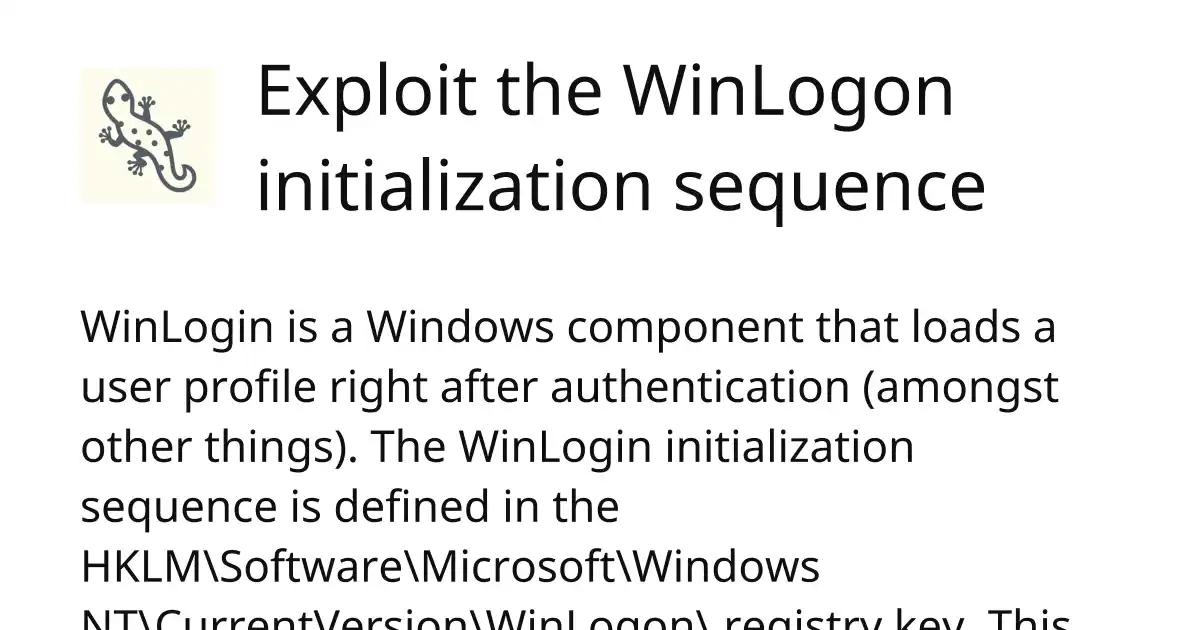 Exploit the WinLogon
initialization sequence
WinLogin is a Windows component that loads a
user profile right after authentication (amongst
other things). The WinLogin initialization
sequence is defined in the
HKLM\Software\Microsoft\Windows
NT\CurrentVersion\WinLogon\ registry key. This